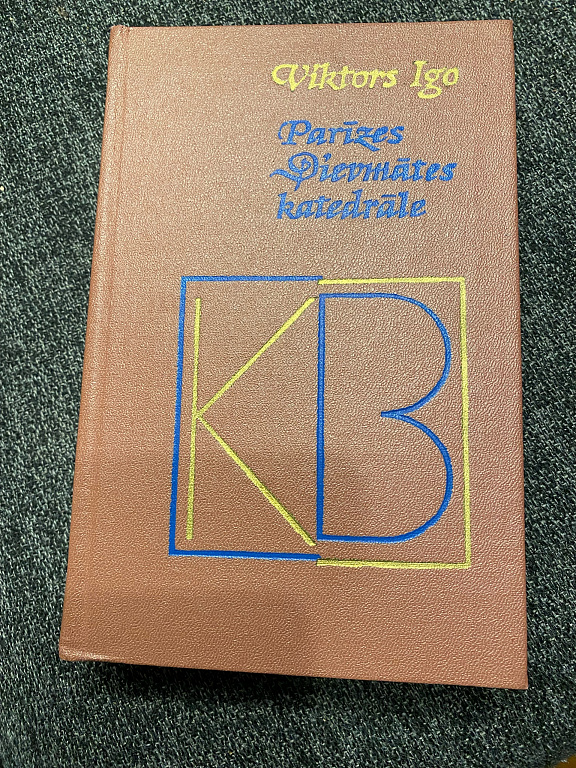 Viktors Igo
Parīzes
Dievmātes
katedrāle
KB